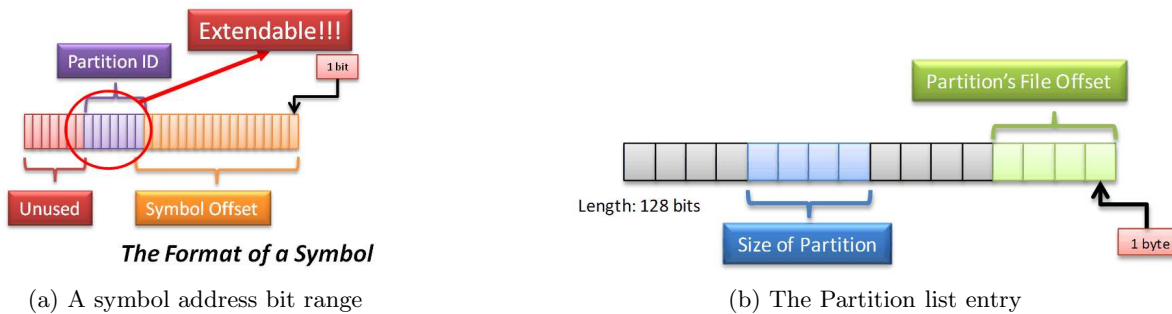 Extendable!!!
Partition ID
1 bit
Unused
Symbol Offset
The Format of a Symbol
(a) A symbol address bit range
Partition's File Offset
Length: 128 bits
Size of Partition
1 byte
(b) The Partition list entry